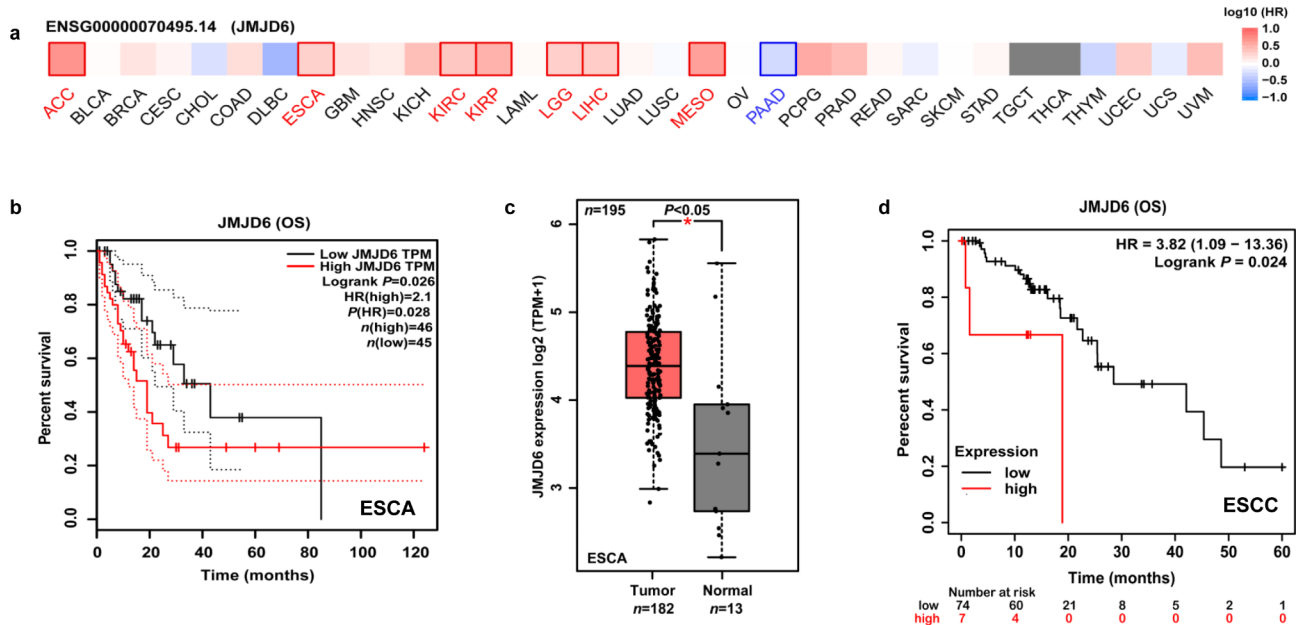 a
ENSG00000070495.14 (JMJD6)
log10 (HR)
1.0
0.5
0.0
−0.5
−1.0
ACC BLCA BRCA CESC CHOL COAD DLBC ESCA GBM HNSC KICH KIRC KIRP LAML LGG LIHC LUAD LUSC MESO OV PAAD PCPG PRAD READ SARC SKCM STAD TGCT THCA THYM UCEC UCS UVM
b
JMJD6 (OS)
Low JMJD6 TPM
High JMJD6 TPM
Logrank P=0.026
HR(high)=2.1
P(HR)=0.028
n(high)=46
n(low)=45
Percent survival
1.0
0.8
0.6
0.4
0.2
0.0
ESCA
0 20 40 60 80 100 120
Time (months)
c
n=195 P<0.05
*
JMJD6 expression log2 (TPM+1)
6
5
4
3
ESCA
Tumor Normal
n=182 n=13
d
JMJD6 (OS)
HR = 3.82 (1.09 − 13.36)
Logrank P = 0.024
Perecent survival
1.0
0.8
0.6
0.4
0.2
0.0
Expression
low
high
ESCC
0 10 20 30 40 50 60
Time (months)
Number at risk
low 74 60 21 8 5 2 1
high 7 4 0 0 0 0 0